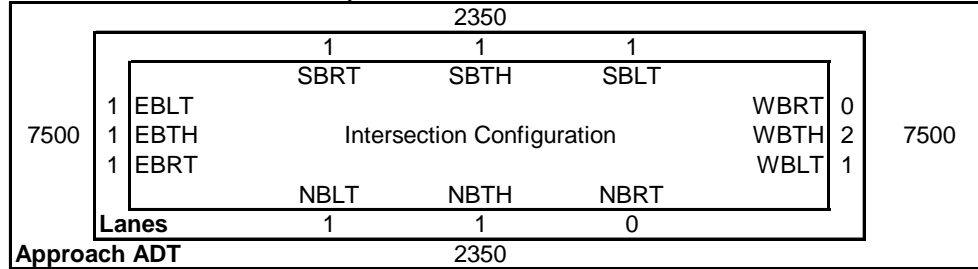 2350
1 1 1
SBRT SBTH SBLT
1 EBLT WBRT 0
7500 1 EBTH Intersection Configuration WBTH 2 7500
1 EBRT WBLT 1
NBLT NBTH NBRT
Lanes 1 1 0
Approach ADT 2350